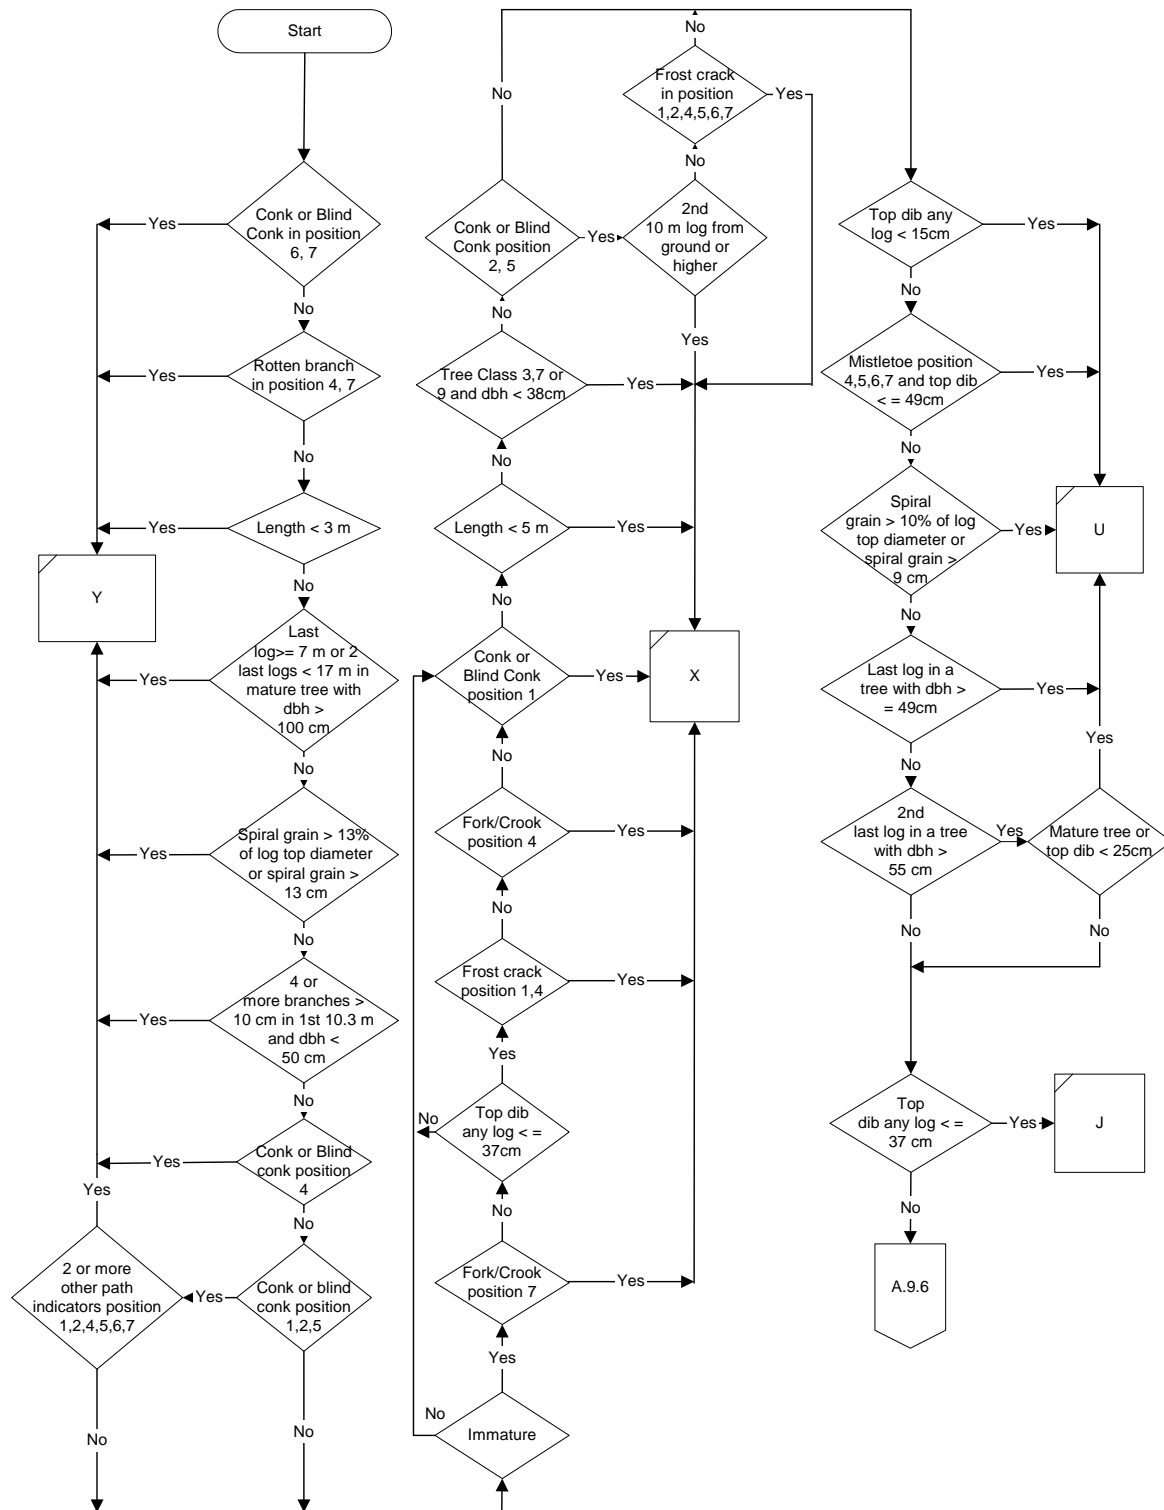 Start
Conk or Blind
Conk in position
6, 7
Yes
No
Rotten branch
in position 4, 7
Yes
No
Length < 3 m
Yes
No
Y
Last
log>= 7 m or 2
last logs < 17 m in
mature tree with
dbh >
100 cm
Yes
No
Spiral grain > 13%
of log top diameter
or spiral grain >
13 cm
Yes
No
4 or
more branches >
10 cm in 1st 10.3 m
and dbh <
50 cm
Yes
No
Conk or Blind
conk position
4
Yes
No
Conk or blind
conk position
1,2,5
Yes
No
2 or more
other path
indicators position
1,2,4,5,6,7
Yes
No
Immature
No
Yes
Fork/Crook
position 7
Yes
No
Top dib
any log < =
37cm
No
Yes
Frost crack
position 1,4
Yes
No
Fork/Crook
position 4
Yes
No
Conk or
Blind Conk
position 1
Yes
No
X
Length < 5 m
Yes
No
Tree Class 3,7 or
9 and dbh < 38cm
Yes
No
Conk or Blind
Conk position
2, 5
Yes
No
2nd
10 m log from
ground or
higher
Yes
No
Frost crack
in position
1,2,4,5,6,7
Yes
No
Top dib any
log < 15cm
Yes
No
Mistletoe position
4,5,6,7 and top dib
< = 49cm
Yes
No
Spiral
grain > 10% of log
top diameter or
spiral grain >
9 cm
Yes
No
U
Last log in a
tree with dbh >
= 49cm
Yes
No
2nd
last log in a tree
with dbh >
55 cm
Yes
No
Mature tree or
top dib < 25cm
Yes
No
Top
dib any log < =
37 cm
Yes
No
J
A.9.6